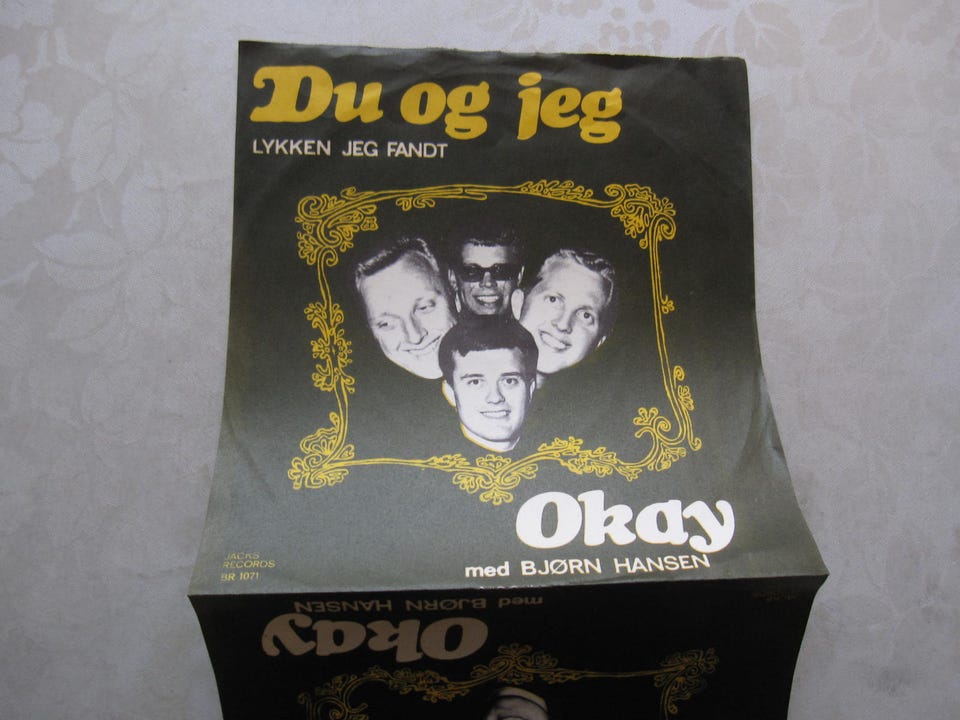 Du og jeg
LYKKEN JEG FANDT
Okay
med BJØRN HANSEN
JACKS
RECORDS
BR 1071
med BJØRN HANSEN
Okay